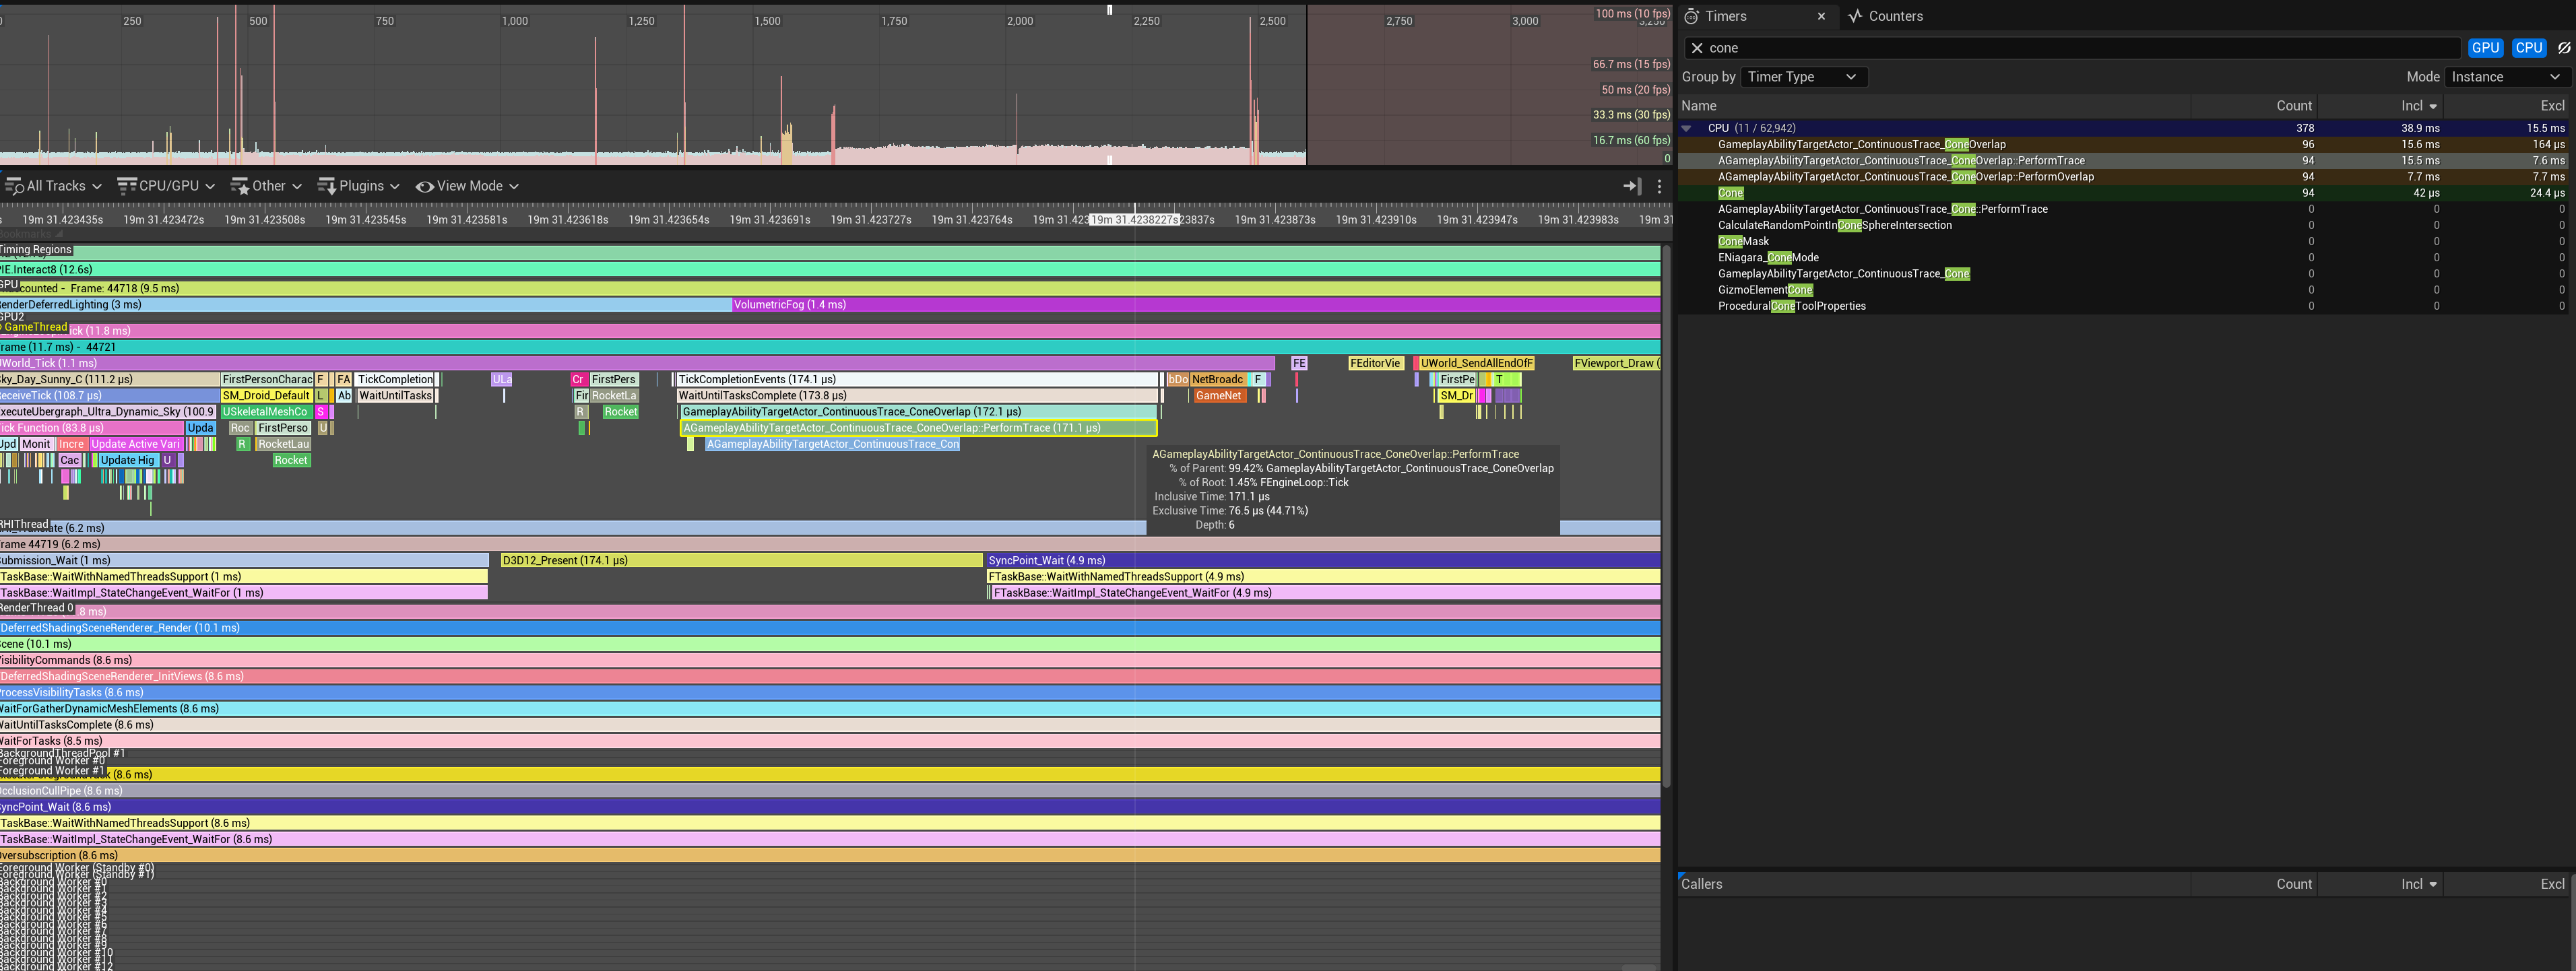 250 500 750 1,000 1,250 1,500 1,750 2,000 2,250 2,500 2,750 3,000 3,250
100 ms (10 fps)
66.7 ms (15 fps)
50 ms (20 fps)
33.3 ms (30 fps)
16.7 ms (60 fps)
0
All Tracks CPU/GPU Other Plugins View Mode
19m 31.423435s 19m 31.423472s 19m 31.423508s 19m 31.423545s 19m 31.423581s 19m 31.423618s 19m 31.423654s 19m 31.423691s 19m 31.423727s 19m 31.423764s 19m 31.423 19m 31.4238227s 23837s 19m 31.423873s 19m 31.423910s 19m 31.423947s 19m 31.423983s 19m 31
Bookmarks
Timing Regions
PIE.Interact8 (12.6s)
GPU counted - Frame: 44718 (9.5 ms)
RenderDeferredLighting (3 ms) VolumetricFog (1.4 ms)
GPU2
GameThread ick (11.8 ms)
rame (11.7 ms) - 44721
UWorld_Tick (1.1 ms) FE FEditorVie UWorld_SendAllEndOfF FViewport_Draw (
Sky_Day_Sunny_C (111.2 µs) FirstPersonCharac F FA TickCompletion ULa Cr FirstPers TickCompletionEvents (174.1 µs) bDo NetBroadc F FirstPe T
ReceiveTick (108.7 µs) SM_Droid_Default L Ab WaitUntilTasks Fir RocketLa WaitUntilTasksComplete (173.8 µs) GameNet SM_Dr
xecuteUbergraph_Ultra_Dynamic_Sky (100.9 USkeletalMeshCo S R Rocket GameplayAbilityTargetActor_ContinuousTrace_ConeOverlap (172.1 µs)
ick Function (83.8 µs) Upda Roc FirstPerso U AGameplayAbilityTargetActor_ContinuousTrace_ConeOverlap::PerformTrace (171.1 µs)
Upd Monit Incre Update Active Vari R RocketLau AGameplayAbilityTargetActor_ContinuousTrace_Con
Cac Update Hig U Rocket
AGameplayAbilityTargetActor_ContinuousTrace_ConeOverlap::PerformTrace
% of Parent: 99.42% GameplayAbilityTargetActor_ContinuousTrace_ConeOverlap
% of Root: 1.45% FEngineLoop::Tick
Inclusive Time: 171.1 µs
Exclusive Time: 76.5 µs (44.71%)
Depth: 6
RHIThread ate (6.2 ms)
rame 44719 (6.2 ms)
Submission_Wait (1 ms) D3D12_Present (174.1 µs) SyncPoint_Wait (4.9 ms)
TaskBase::WaitWithNamedThreadsSupport (1 ms) FTaskBase::WaitWithNamedThreadsSupport (4.9 ms)
TaskBase::WaitImpl_StateChangeEvent_WaitFor (1 ms) FTaskBase::WaitImpl_StateChangeEvent_WaitFor (4.9 ms)
RenderThread 0 8 ms)
DeferredShadingSceneRenderer_Render (10.1 ms)
Scene (10.1 ms)
VisibilityCommands (8.6 ms)
DeferredShadingSceneRenderer_InitViews (8.6 ms)
ProcessVisibilityTasks (8.6 ms)
WaitForGatherDynamicMeshElements (8.6 ms)
WaitUntilTasksComplete (8.6 ms)
WaitForTasks (8.5 ms)
BackgroundThreadPool #1
Foreground Worker #0
Foreground Worker #1 (8.6 ms)
OcclusionCullPipe (8.6 ms)
SyncPoint_Wait (8.6 ms)
TaskBase::WaitWithNamedThreadsSupport (8.6 ms)
TaskBase::WaitImpl_StateChangeEvent_WaitFor (8.6 ms)
Oversubscription (8.6 ms)
Foreground Worker (Standby #0)
Foreground Worker (Standby #1)
Background Worker #0
Background Worker #1
Background Worker #2
Background Worker #3
Background Worker #4
Background Worker #5
Background Worker #6
Background Worker #7
Background Worker #8
Background Worker #9
Background Worker #10
Background Worker #11
Background Worker #12
Timers Counters
cone GPU CPU
Group by Timer Type Mode Instance
Name Count Incl Excl
CPU (11 / 62,942) 378 38.9 ms 15.5 ms
GameplayAbilityTargetActor_ContinuousTrace_ConeOverlap 96 15.6 ms 164 µs
AGameplayAbilityTargetActor_ContinuousTrace_ConeOverlap::PerformTrace 94 15.5 ms 7.6 ms
AGameplayAbilityTargetActor_ContinuousTrace_ConeOverlap::PerformOverlap 94 7.7 ms 7.7 ms
Cone 94 42 µs 24.4 µs
AGameplayAbilityTargetActor_ContinuousTrace_Cone::PerformTrace 0 0 0
CalculateRandomPointInConeSphereIntersection 0 0 0
ConeMask 0 0 0
ENiagara_ConeMode 0 0 0
GameplayAbilityTargetActor_ContinuousTrace_Cone 0 0 0
GizmoElementCone 0 0 0
ProceduralConeToolProperties 0 0 0
Callers Count Incl Excl